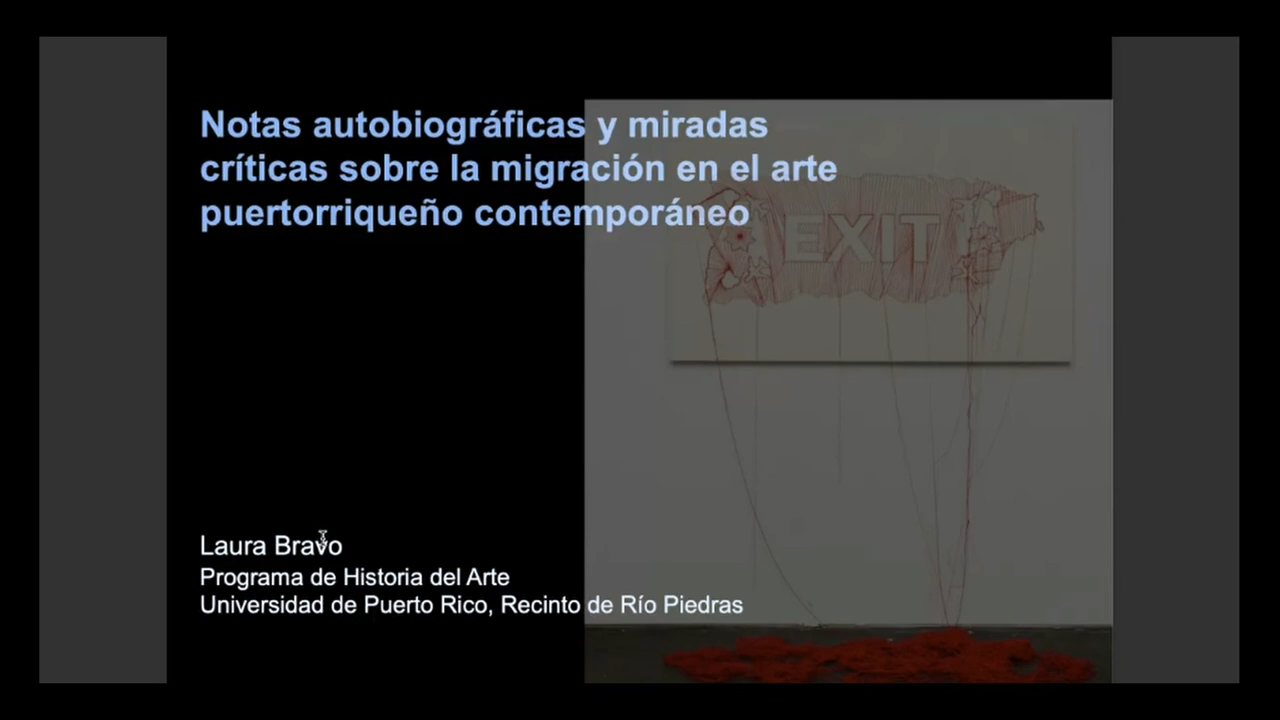 Notas autobiográficas y miradas
críticas sobre la migración en el arte
puertorriqueño contemporáneo
EXIT
Laura Bravo
Programa de Historia del Arte
Universidad de Puerto Rico, Recinto de Río Piedras